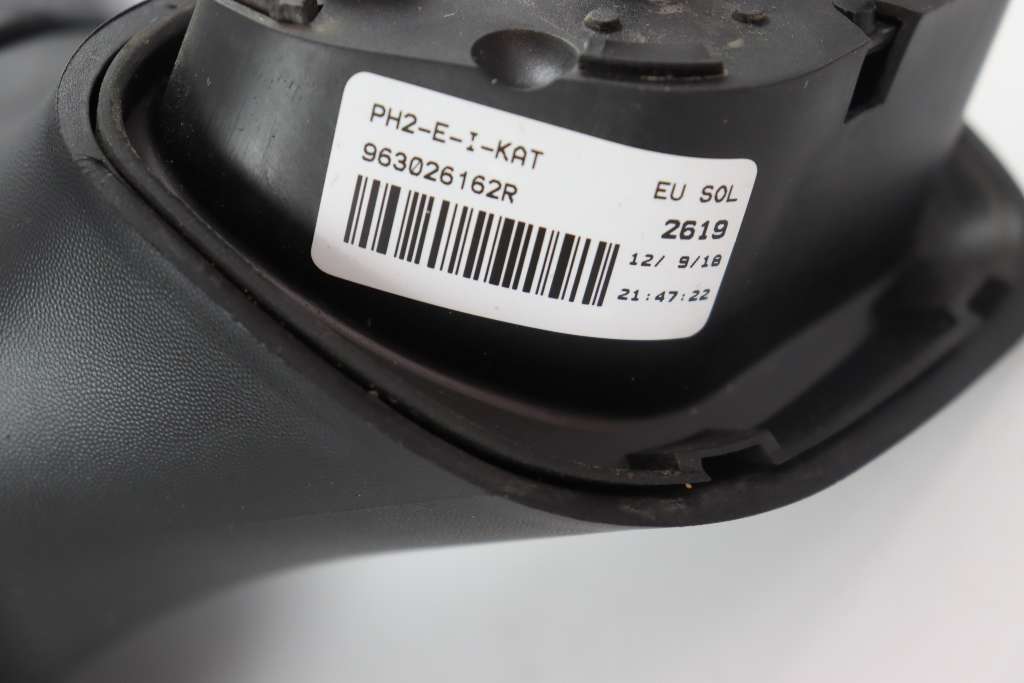 PH2-E-I-KAT
963026162R
EU SOL
2619
12/ 9/18
21:47:22